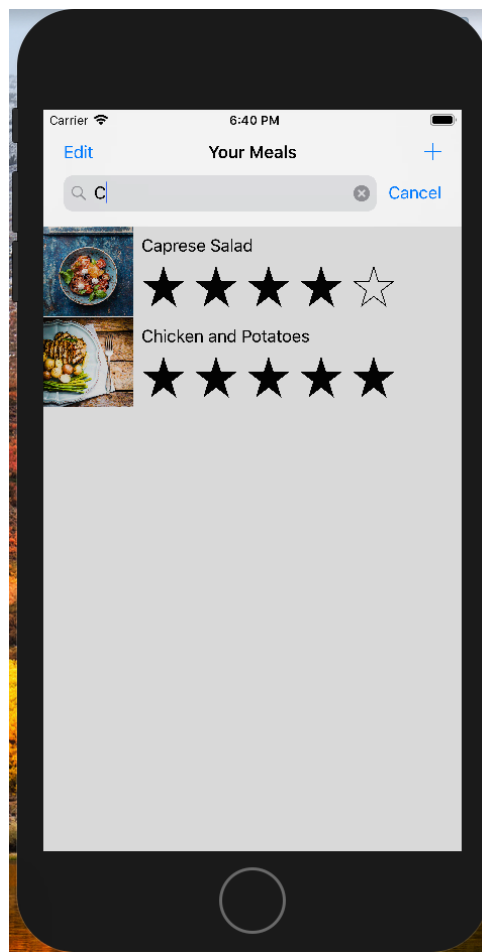 Carrier 6:40 PM
Edit Your Meals +
C Cancel
Caprese Salad
Chicken and Potatoes